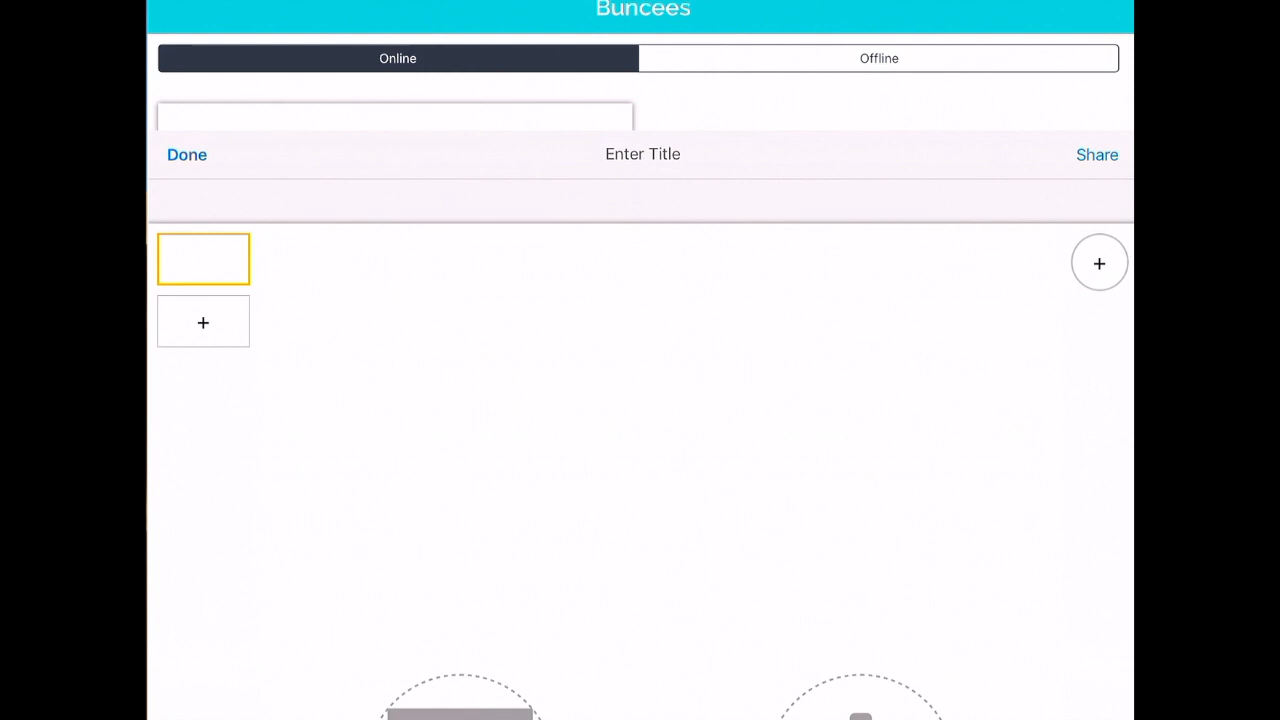 Buncees
Online
Offline
Done
Enter Title
Share
+
+